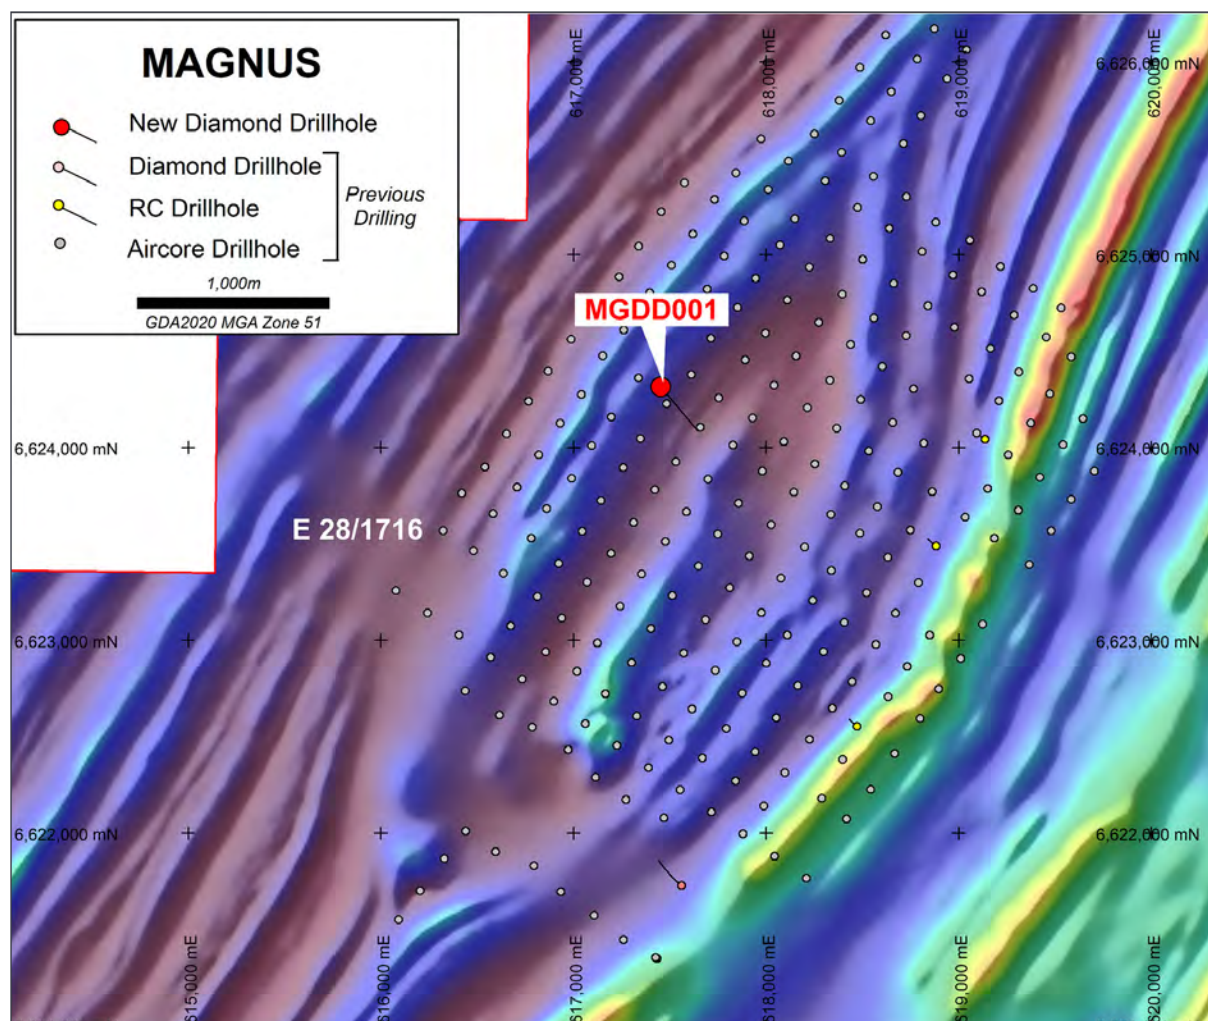 MAGNUS
New Diamond Drillhole
Diamond Drillhole
RC Drillhole
Aircore Drillhole
Previous
Drilling
1,000m
GDA2020 MGA Zone 51
617,000 mE
618,000 mE
619,000 mE
620,000 mE
6,626,000 mN
6,625,000 mN
MGDD001
6,624,000 mN
6,624,000 mN
E 28/1716
6,623,000 mN
6,623,000 mN
6,622,000 mN
6,622,000 mN
615,000 mE
616,000 mE
617,000 mE
618,000 mE
619,000 mE
620,000 mE